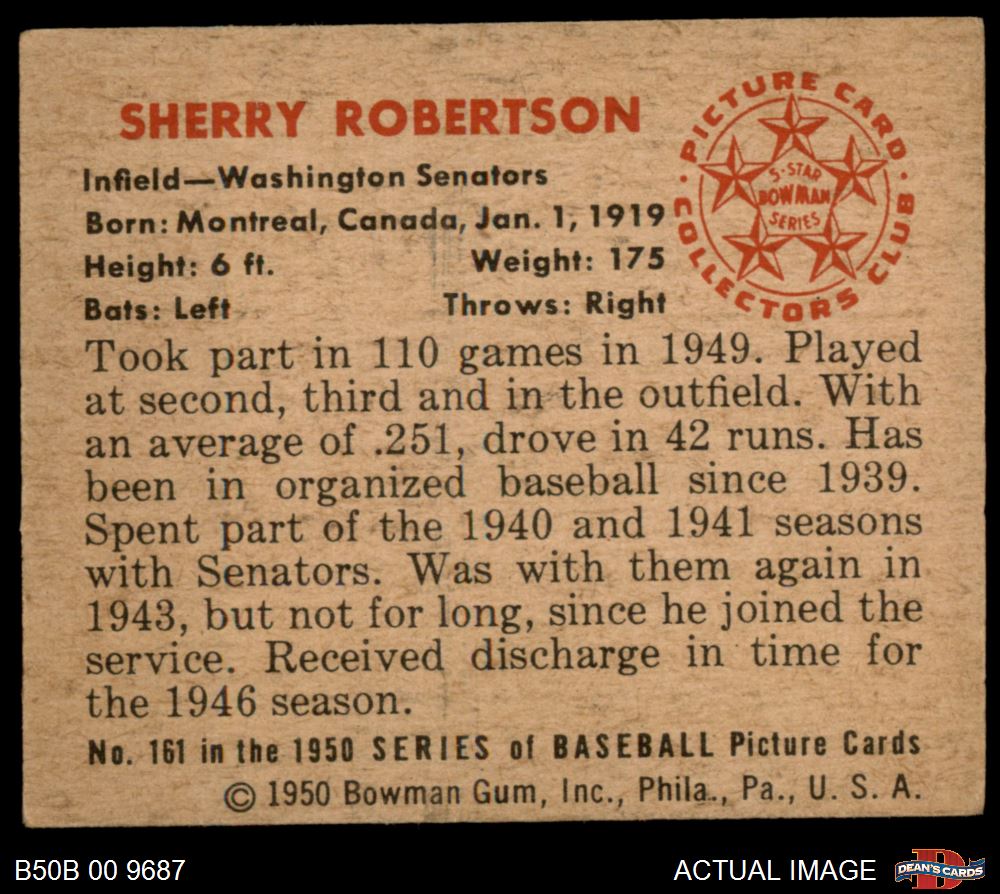 SHERRY ROBERTSON
Infield—Washington Senators
Born: Montreal, Canada, Jan. 1, 1919
Height: 6 ft. Weight: 175
Bats: Left Throws: Right
PICTURE CARD
COLLECTORS CLUB
5-STAR
BOWMAN
SERIES
Took part in 110 games in 1949. Played
at second, third and in the outfield. With
an average of .251, drove in 42 runs. Has
been in organized baseball since 1939.
Spent part of the 1940 and 1941 seasons
with Senators. Was with them again in
1943, but not for long, since he joined the
service. Received discharge in time for
the 1946 season.
No. 161 in the 1950 SERIES of BASEBALL Picture Cards
© 1950 Bowman Gum, Inc., Phila., Pa., U. S. A.
B50B 00 9687
ACTUAL IMAGE
D
DEAN'S CARDS